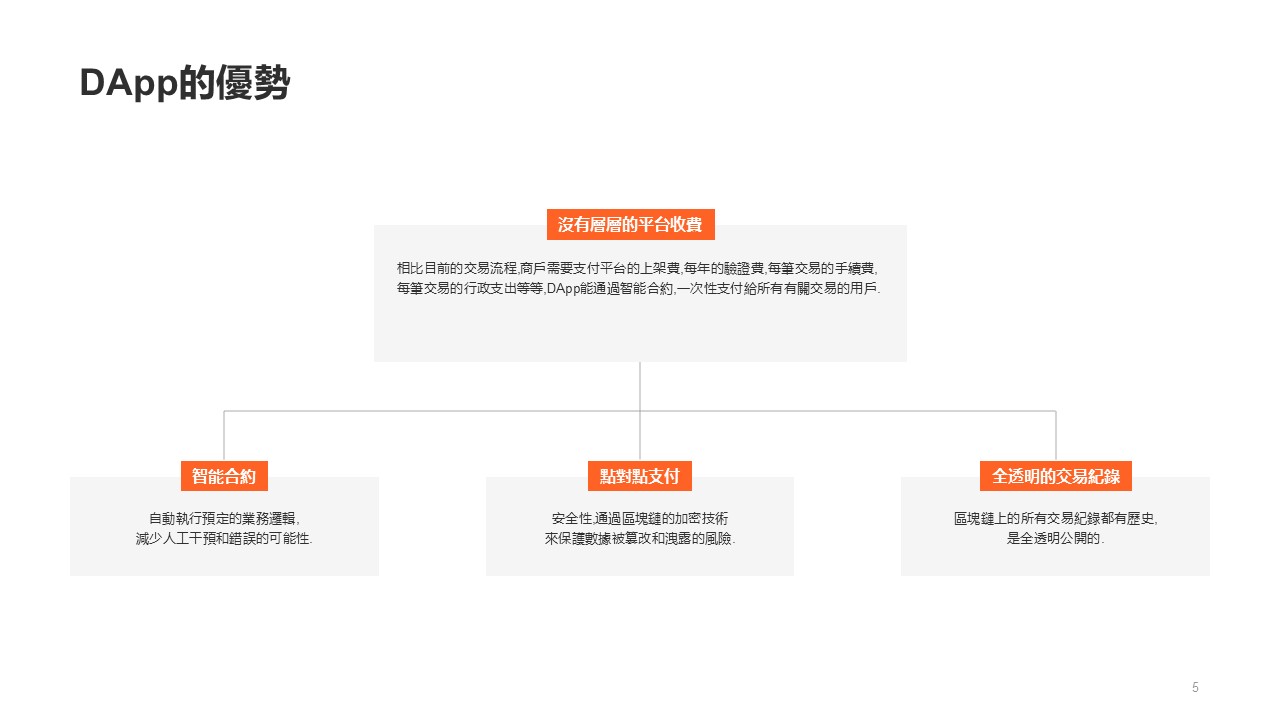 DApp的優勢
沒有層層的平台收費
相比目前的交易流程,商戶需要支付平台的上架費,每年的驗證費,每筆交易的手續費,
每筆交易的行政支出等等,DApp能通過智能合約,一次性支付給所有有關交易的用戶.
智能合約
自動執行預定的業務邏輯,
減少人工干預和錯誤的可能性.
點對點支付
安全性,通過區塊鏈的加密技術
來保護數據被篡改和洩露的風險.
全透明的交易紀錄
區塊鏈上的所有交易紀錄都有歷史,
是全透明公開的.
5